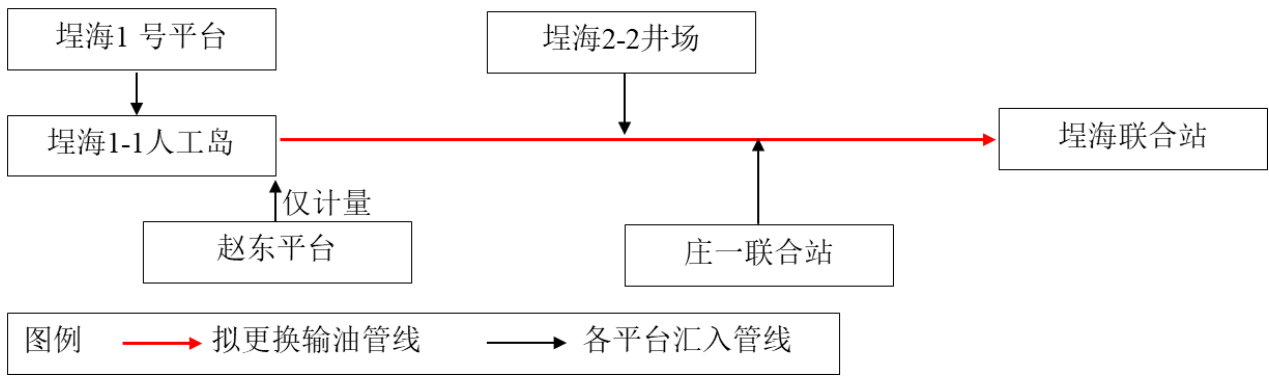 埕海1 号平台
埕海2-2井场
埕海1-1人工岛
埕海联合站
仅计量
赵东平台
庄一联合站
图例
拟更换输油管线
各平台汇入管线